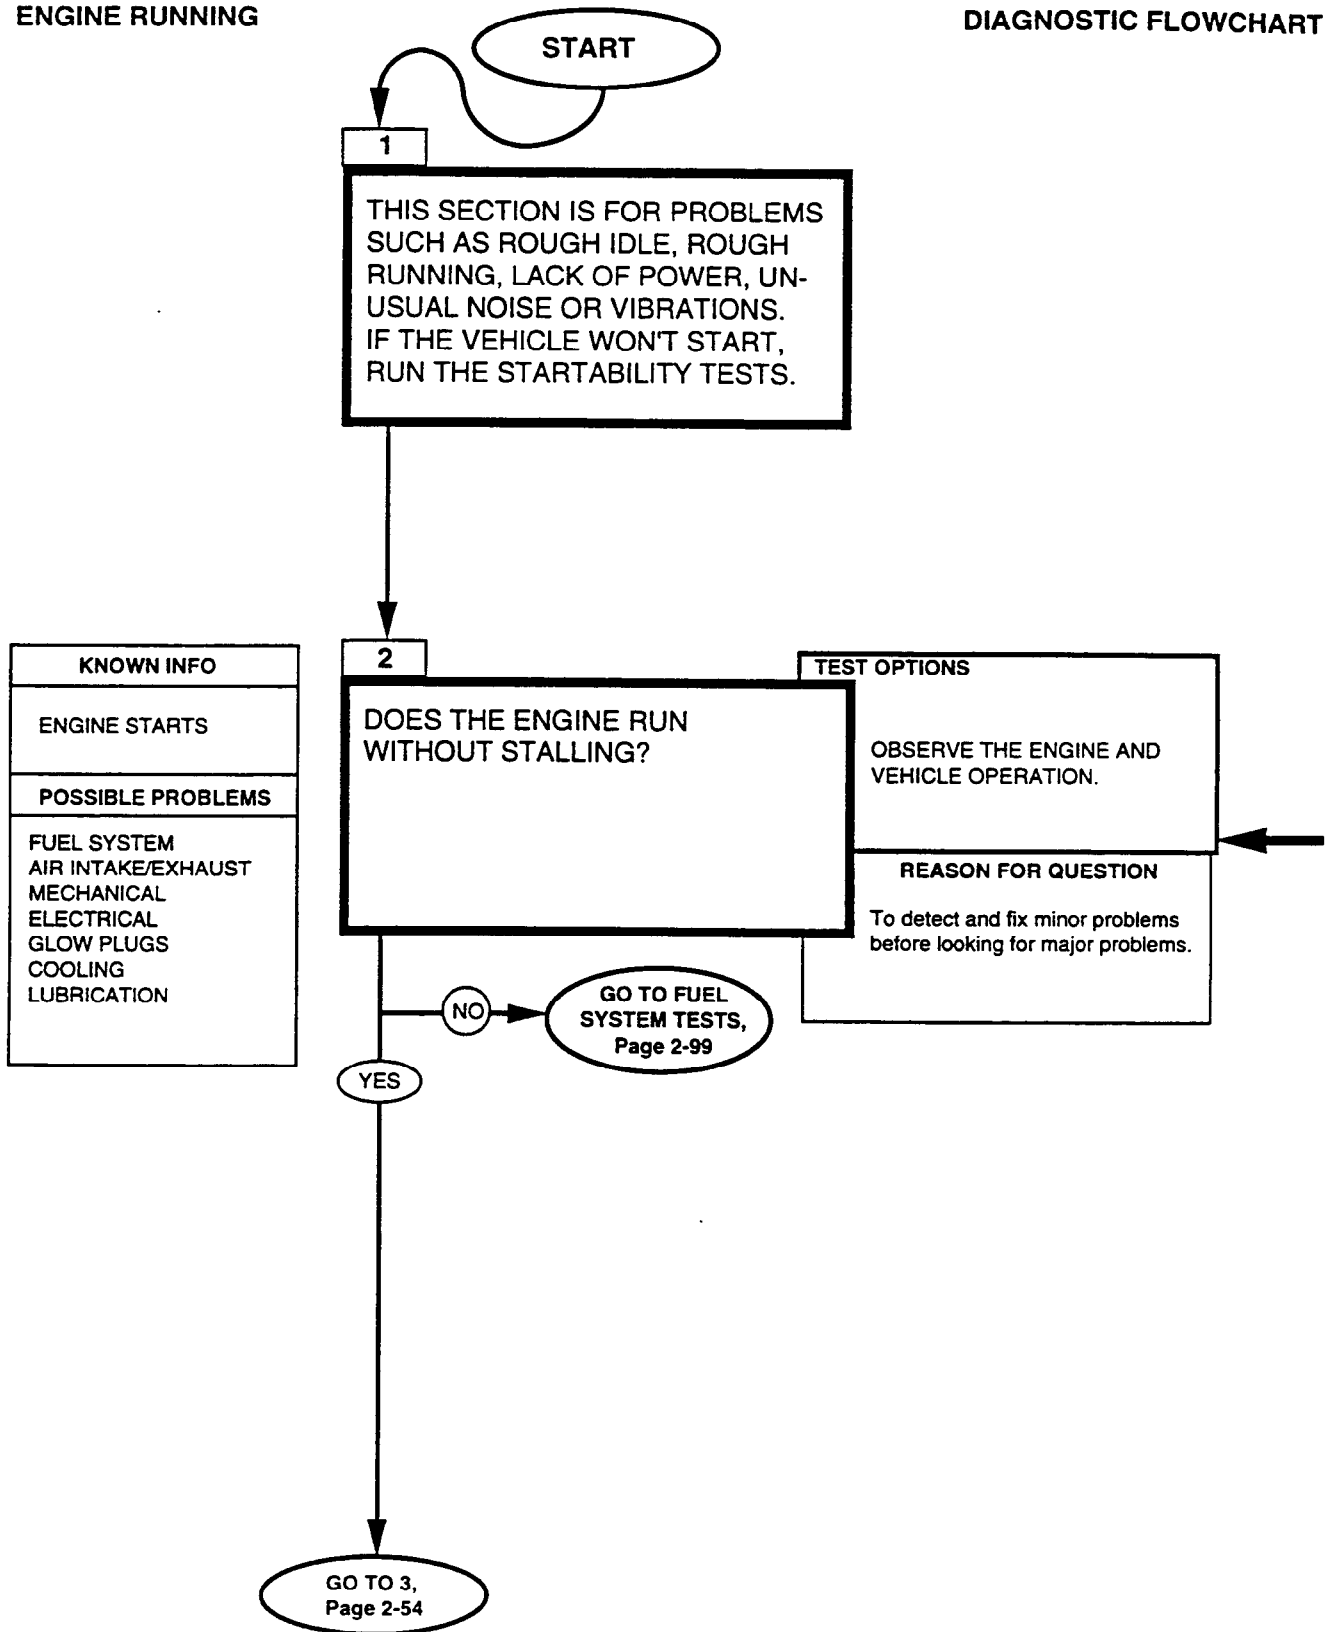 ENGINE RUNNING
DIAGNOSTIC FLOWCHART
START
1
THIS SECTION IS FOR PROBLEMS
SUCH AS ROUGH IDLE, ROUGH
RUNNING, LACK OF POWER, UN-
USUAL NOISE OR VIBRATIONS.
IF THE VEHICLE WON'T START,
RUN THE STARTABILITY TESTS.
KNOWN INFO
ENGINE STARTS
POSSIBLE PROBLEMS
FUEL SYSTEM
AIR INTAKE/EXHAUST
MECHANICAL
ELECTRICAL
GLOW PLUGS
COOLING
LUBRICATION
2
DOES THE ENGINE RUN
WITHOUT STALLING?
TEST OPTIONS
OBSERVE THE ENGINE AND
VEHICLE OPERATION.
REASON FOR QUESTION
To detect and fix minor problems
before looking for major problems.
NO
GO TO FUEL
SYSTEM TESTS,
Page 2-99
YES
GO TO 3,
Page 2-54